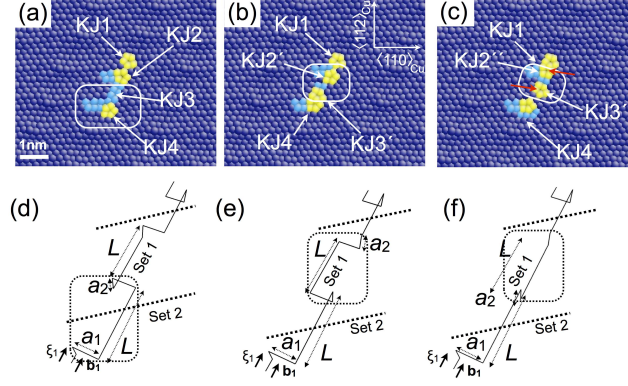 (a)
KJ1
KJ2
KJ3
KJ4
1nm
(b)
KJ1
KJ2´
KJ4
KJ3´
⟨112⟩Cu
⟨110⟩Cu
(c)
KJ1
KJ2´´
KJ3´
KJ4
(d)
L
Set 1
a2
a1
L
Set 2
ξ1
b1
(e)
a2
L
Set 1
a1
L
Set 2
ξ1
b1
(f)
L
Set 1
a2
a1
L
Set 2
ξ1
b1